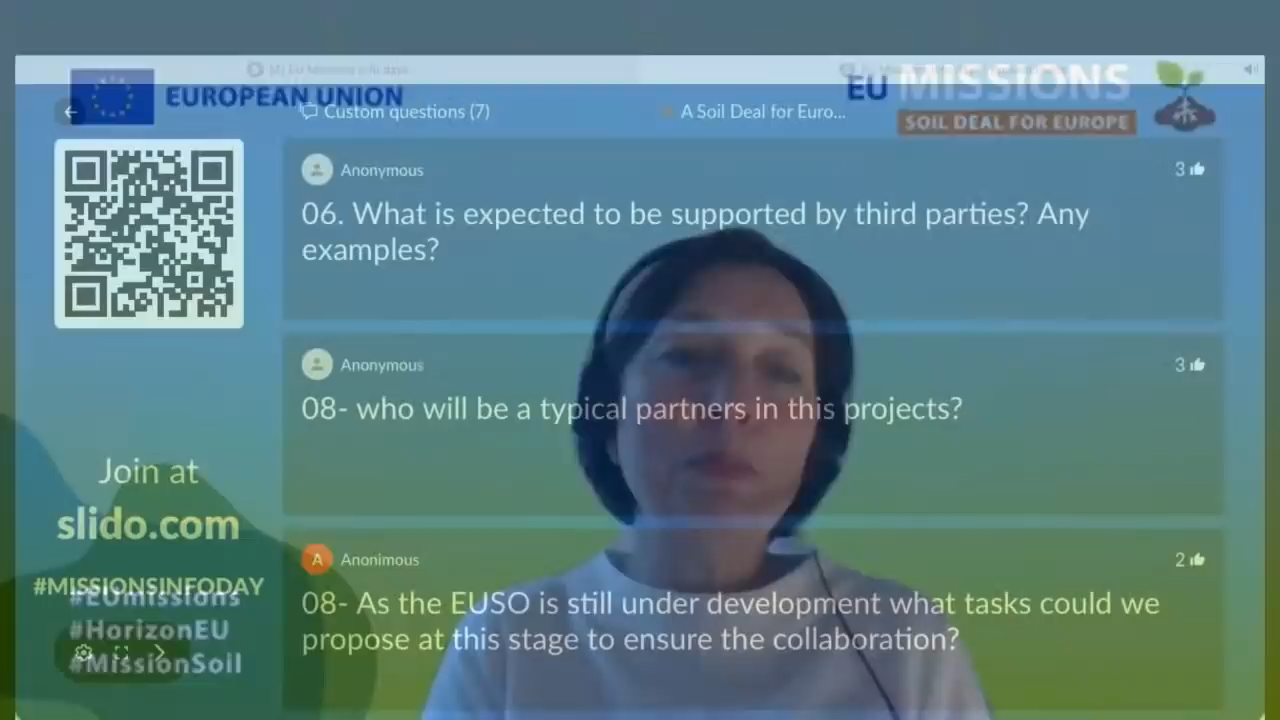 EUROPEAN UNION
EU MISSIONS
SOIL DEAL FOR EUROPE
Custom questions (7)
A Soil Deal for Euro...
Anonymous
3
06. What is expected to be supported by third parties? Any
examples?
Anonymous
3
08- who will be a typical partners in this projects?
A
Anonimous
2
08- As the EUSO is still under development what tasks could we
propose at this stage to ensure the collaboration?
Join at
slido.com
#MISSIONSINFODAY
#EUmissions
#HorizonEU
#MissionSoil